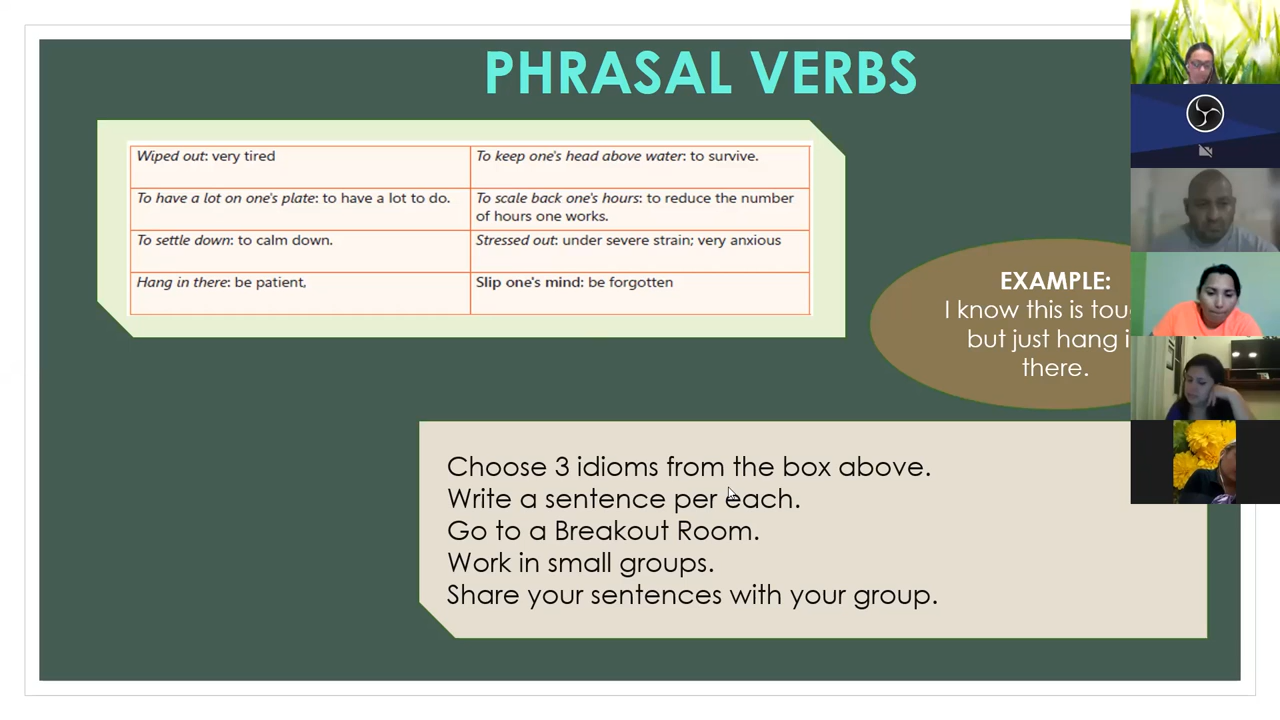 PHRASAL VERBS
Wiped out: very tired
To keep one's head above water: to survive.
To have a lot on one's plate: to have a lot to do.
To scale back one's hours: to reduce the number
of hours one works.
To settle down: to calm down.
Stressed out: under severe strain; very anxious
Hang in there: be patient,
Slip one's mind: be forgotten
EXAMPLE:
I know this is tou
but just hang i
there.
Choose 3 idioms from the box above.
Write a sentence per each.
Go to a Breakout Room.
Work in small groups.
Share your sentences with your group.